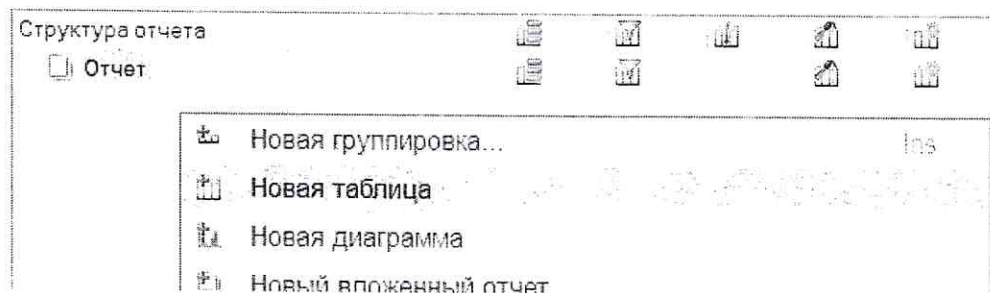 Структура отчета
Отчет
Новая группировка... Ins
Новая таблица
Новая диаграмма
Новый вложенный отчет